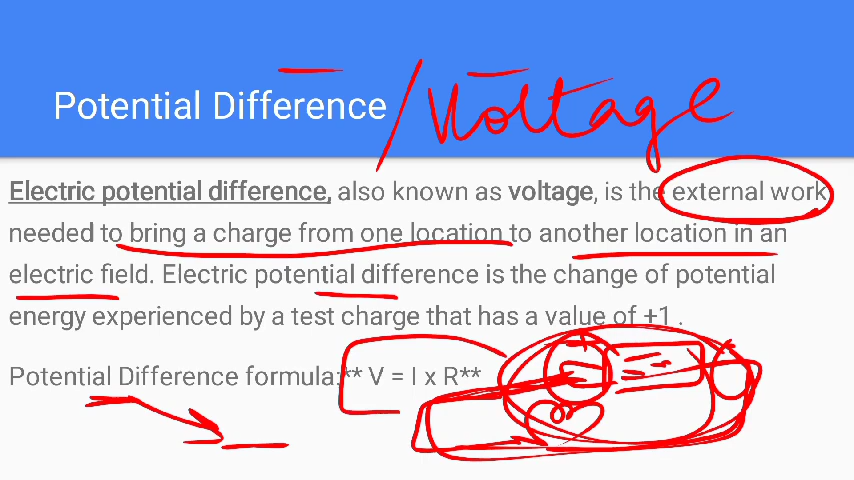 Potential Difference /Voltage
Electric potential difference, also known as voltage, is the external work
needed to bring a charge from one location to another location in an
electric field. Electric potential difference is the change of potential
energy experienced by a test charge that has a value of +1 .
Potential Difference formula:** V = I x R**